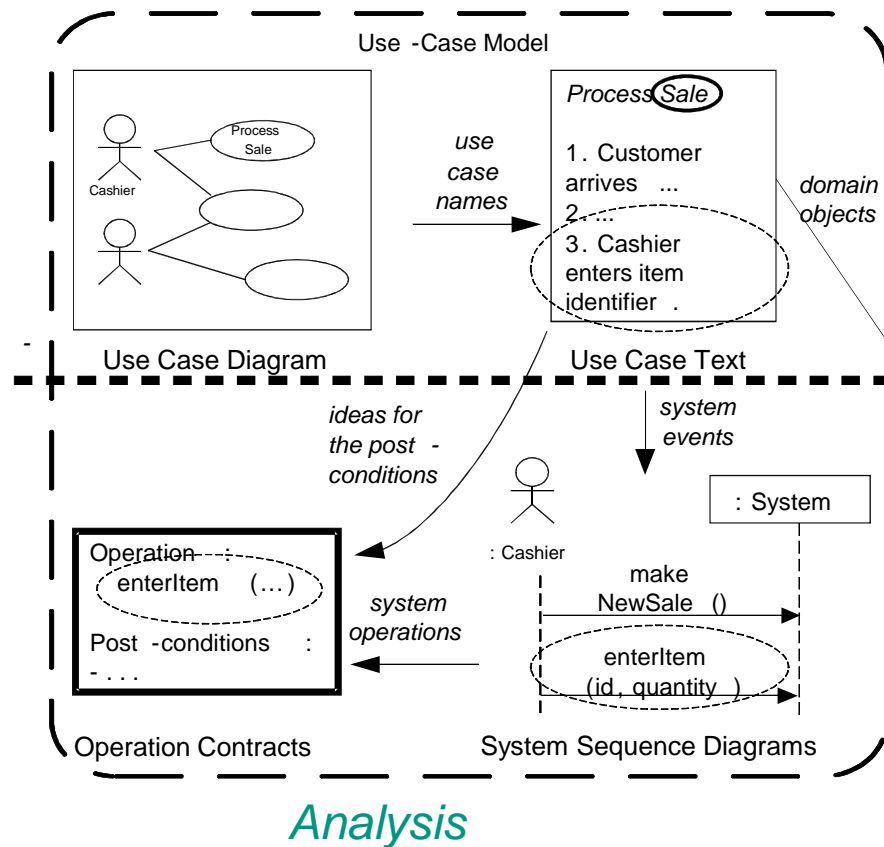 Use -Case Model
Process
Sale
Cashier
Use Case Diagram
use
case
names
Process Sale
1. Customer
arrives ...
2. ...
3. Cashier
enters item
identifier .
Use Case Text
domain
objects
-
ideas for
the post -
conditions
system
events
Operation :
enterItem (...)
Post -conditions :
- ...
Operation Contracts
system
operations
: Cashier
: System
make
NewSale ()
enterItem
(id, quantity )
System Sequence Diagrams
Analysis